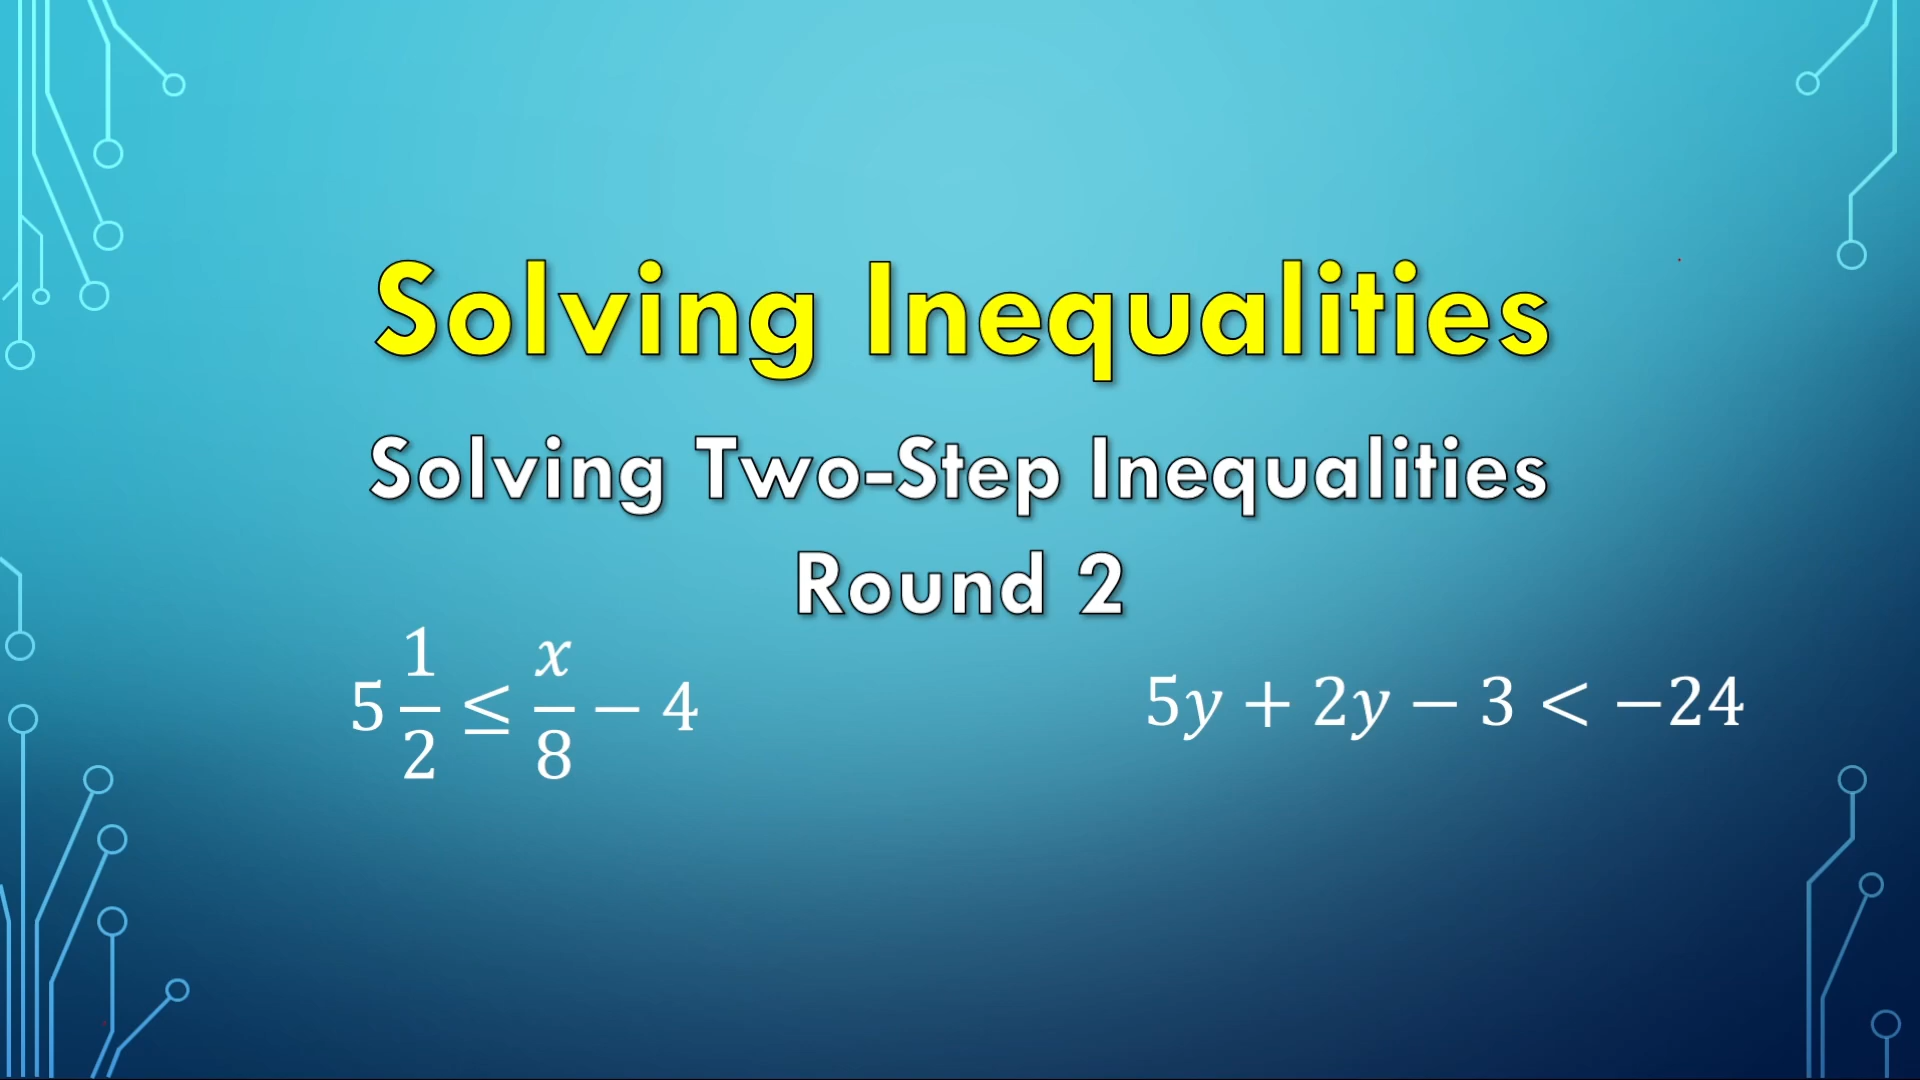 Solving Inequalities
Solving Two-Step Inequalities
Round 2
5 1/2 ≤ x/8 − 4
5y + 2y − 3 < −24